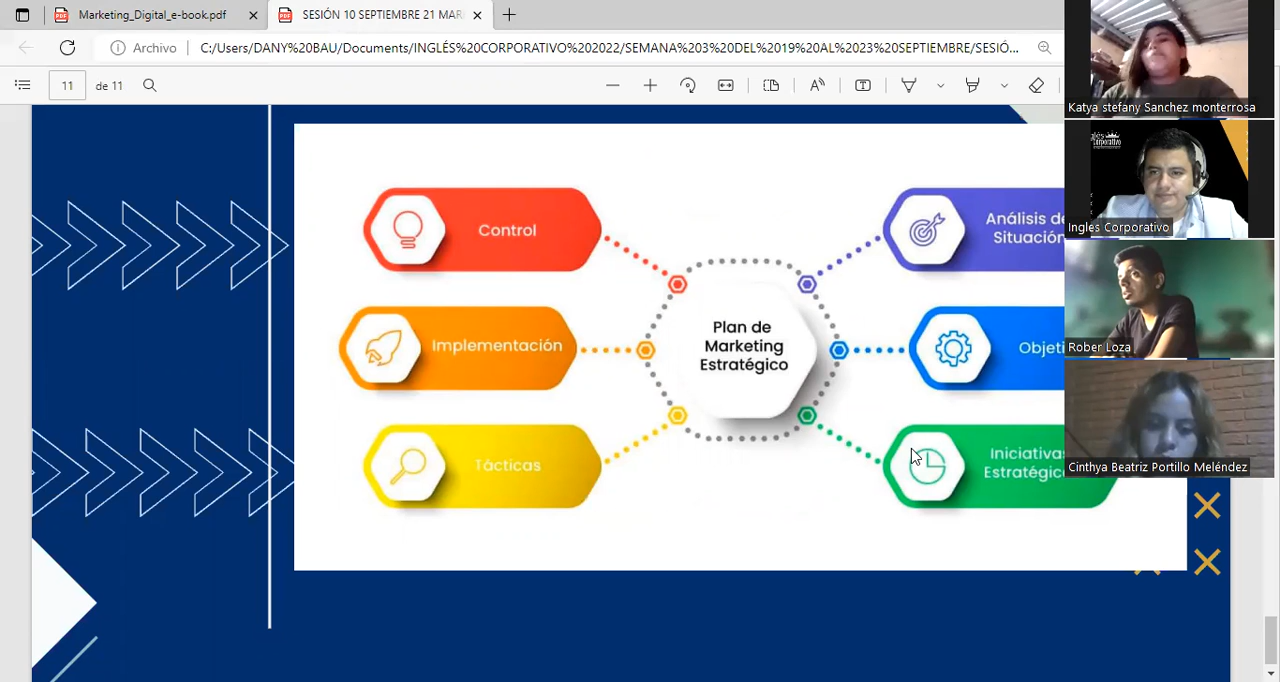 Marketing_Digital_e-book.pdf
SESIÓN 10 SEPTIEMBRE 21 MAR
Archivo
C:/Users/DANY%20BAU/Documents/INGLÉS%20CORPORATIVO%202022/SEMANA%203%20DEL%2019%20AL%2023%20SEPTIEMBRE/SESIÓ...
11
de 11
Control
Implementación
Tácticas
Plan de
Marketing
Estratégico
Análisis de
Situación
Objeti
Iniciativas
Estratégic
Katya stefany Sanchez monterrosa
Ingles Corporativo
Rober Loza
Cinthya Beatriz Portillo Meléndez